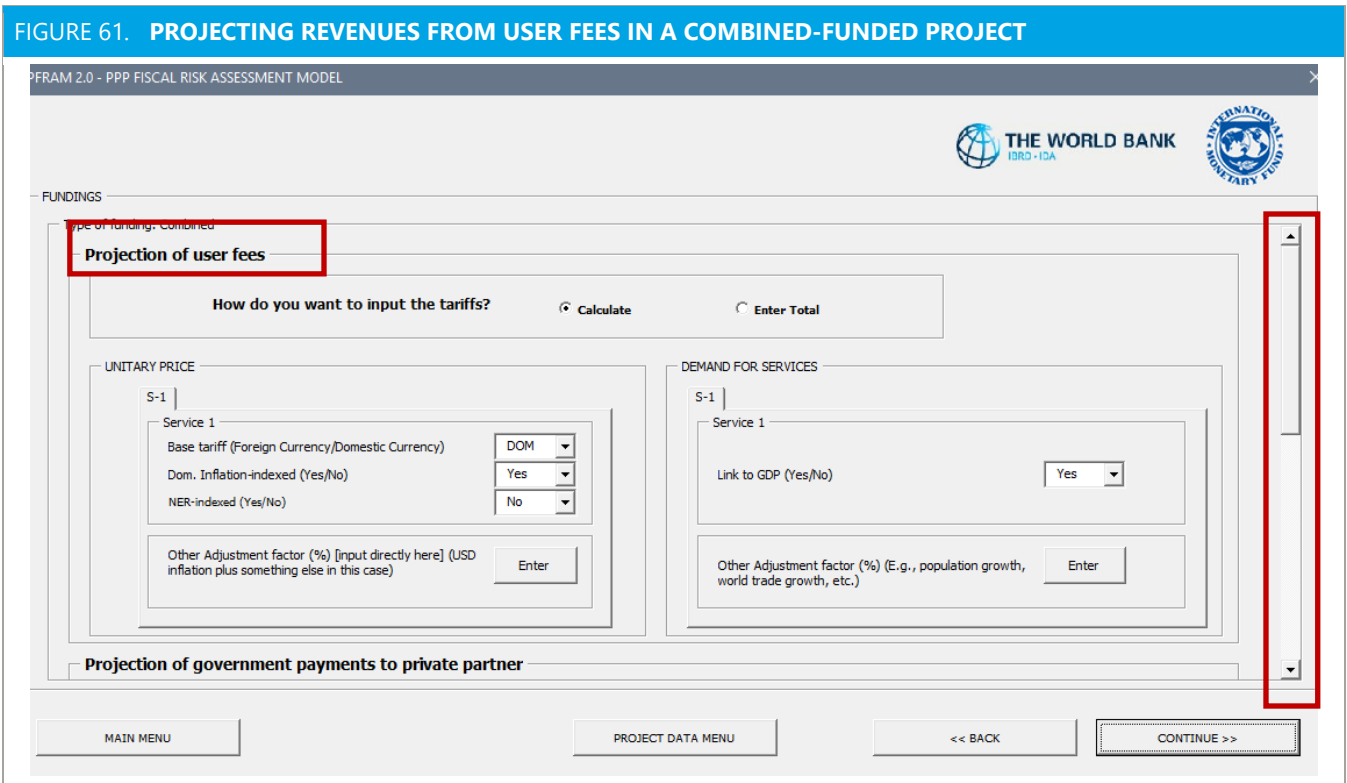 FIGURE 61. PROJECTING REVENUES FROM USER FEES IN A COMBINED-FUNDED PROJECT
PFRAM 2.0 - PPP FISCAL RISK ASSESSMENT MODEL
THE WORLD BANK
IBRD • IDA
INTERNATIONAL MONETARY FUND
FUNDINGS
Type of funding: Combined
Projection of user fees
How do you want to input the tariffs?
Calculate
Enter Total
UNITARY PRICE
S-1
Service 1
Base tariff (Foreign Currency/Domestic Currency)
DOM
Dom. Inflation-indexed (Yes/No)
Yes
NER-indexed (Yes/No)
No
Other Adjustment factor (%) [input directly here] (USD
inflation plus something else in this case)
Enter
DEMAND FOR SERVICES
S-1
Service 1
Link to GDP (Yes/No)
Yes
Other Adjustment factor (%) (E.g., population growth,
world trade growth, etc.)
Enter
Projection of government payments to private partner
MAIN MENU
PROJECT DATA MENU
<< BACK
CONTINUE >>